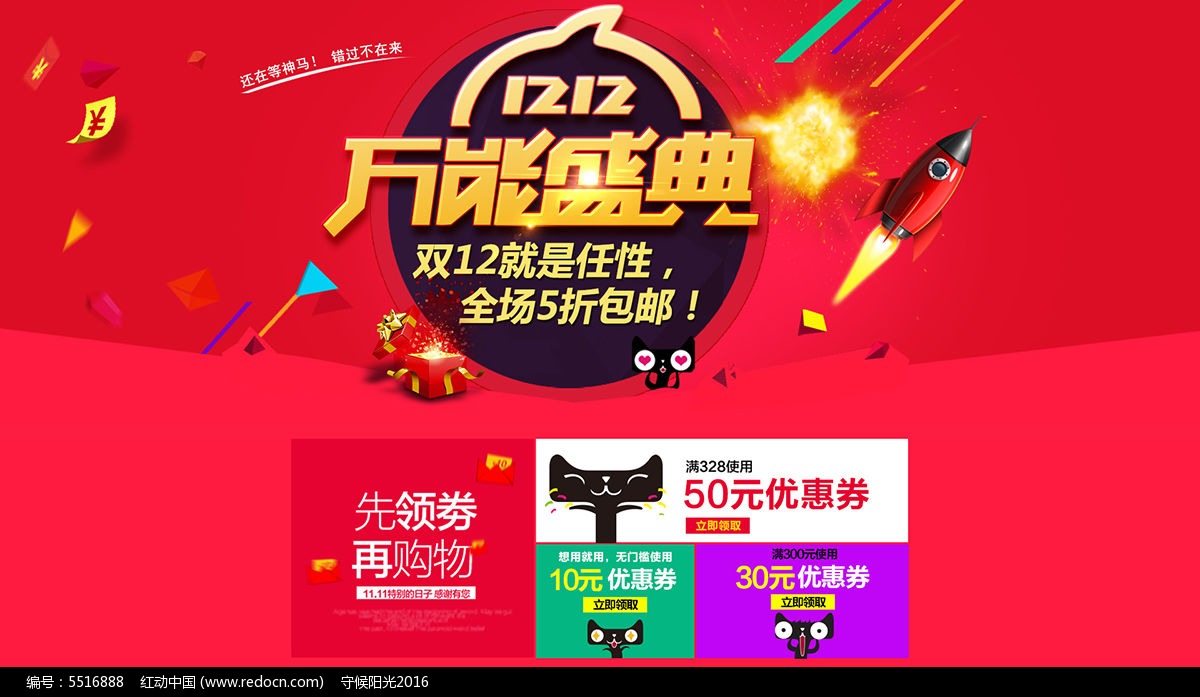 还在等神马！ 错过不在来
1212
万能盛典
双12就是任性，
全场5折包邮！
¥
¥
先领券
再购物
11.11特别的日子 感谢有您
满328使用
50元优惠券
立即领取
想用就用，无门槛使用
10元 优惠券
立即领取
满300元使用
30元 优惠券
立即领取
编号：5516888 红动中国 (www.redocn.com) 守候阳光2016